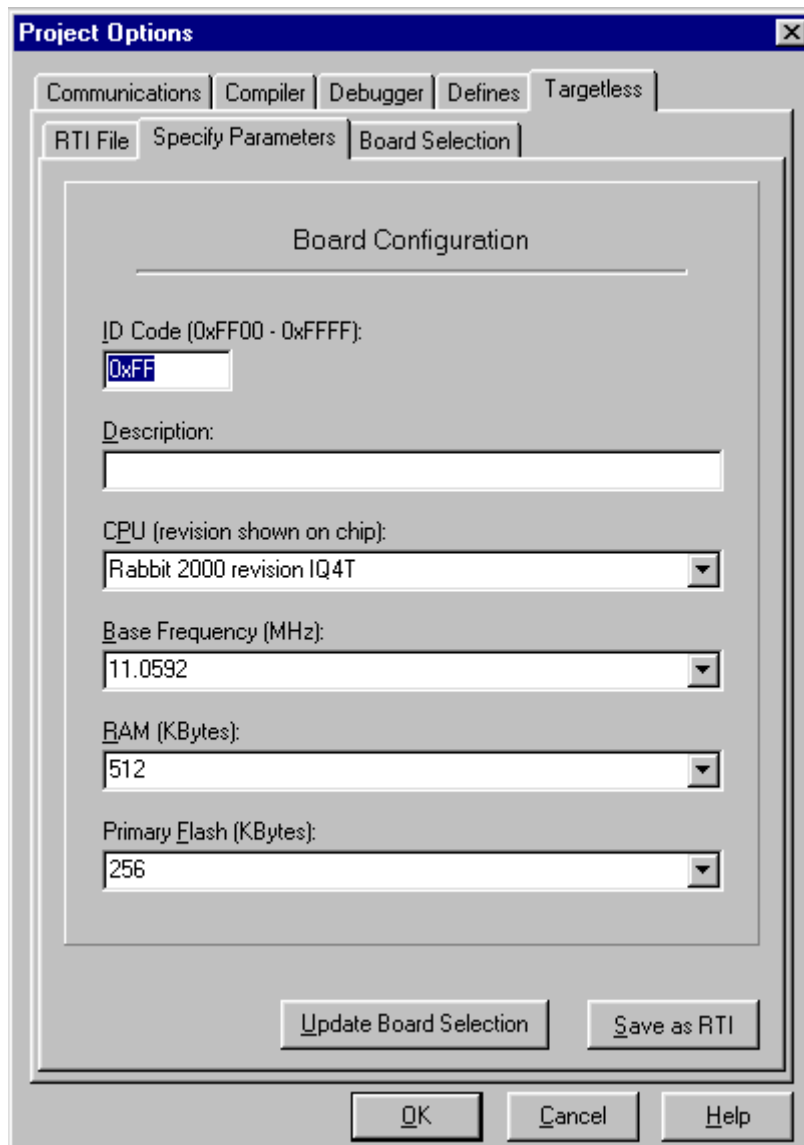 Project Options
Communications Compiler Debugger Defines Targetless
RTI File Specify Parameters Board Selection
Board Configuration
ID Code (0xFF00 - 0xFFFF):
0xFF
Description:
CPU (revision shown on chip):
Rabbit 2000 revision IQ4T
Base Frequency (MHz):
11.0592
RAM (KBytes):
512
Primary Flash (KBytes):
256
Update Board Selection Save as RTI
OK Cancel Help